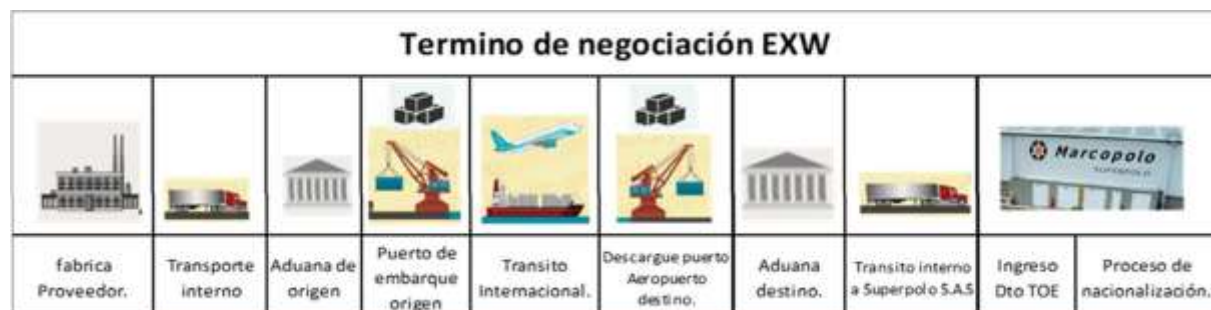 Termino de negociación EXW
Marcopolo
SUPERPOLO
fabrica
Proveedor.
Transporte
interno
Aduana de
origen
Puerto de
embarque
origen
Transito
Internacional.
Descargue puerto
Aeropuerto
destino.
Aduana
destino.
Transito interno
a Superpolo S.A.S
Ingreso
Dto TOE
Proceso de
nacionalización.